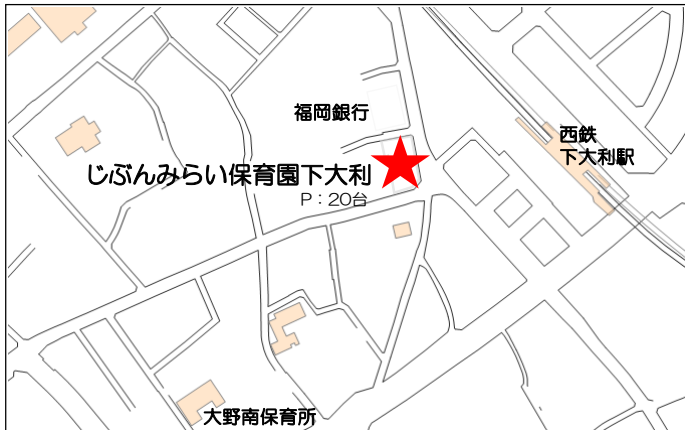 福岡銀行
西鉄
下大利駅
じぶんみらい保育園下大利
P：20台
大野南保育所